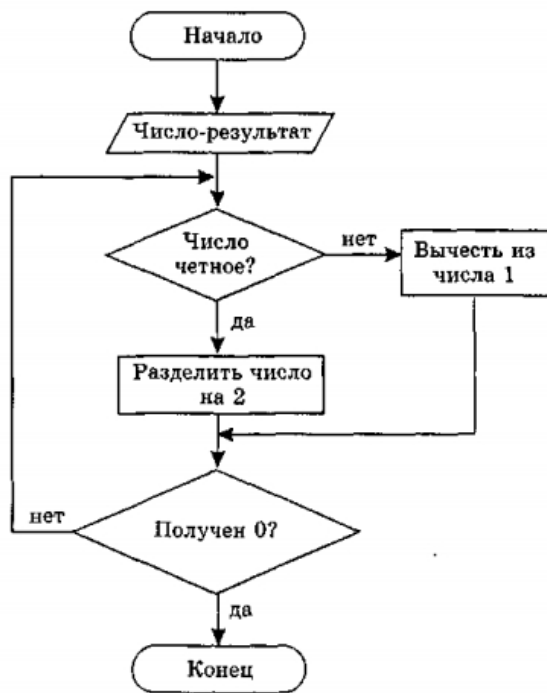 Начало
Число-результат
Число
четное?
нет
Вычесть из
числа 1
да
Разделить число
на 2
нет
Получен 0?
да
Конец